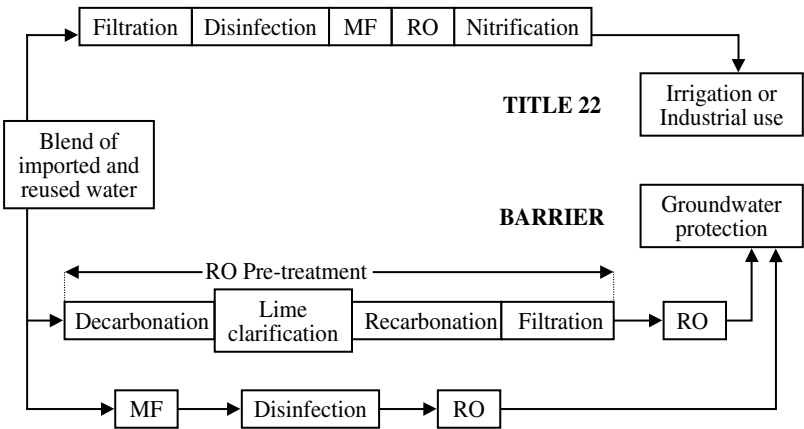 Filtration
Disinfection
MF
RO
Nitrification
TITLE 22
Irrigation or
Industrial use
Blend of
imported and
reused water
BARRIER
Groundwater
protection
RO Pre-treatment
Decarbonation
Lime
clarification
Recarbonation
Filtration
RO
MF
Disinfection
RO